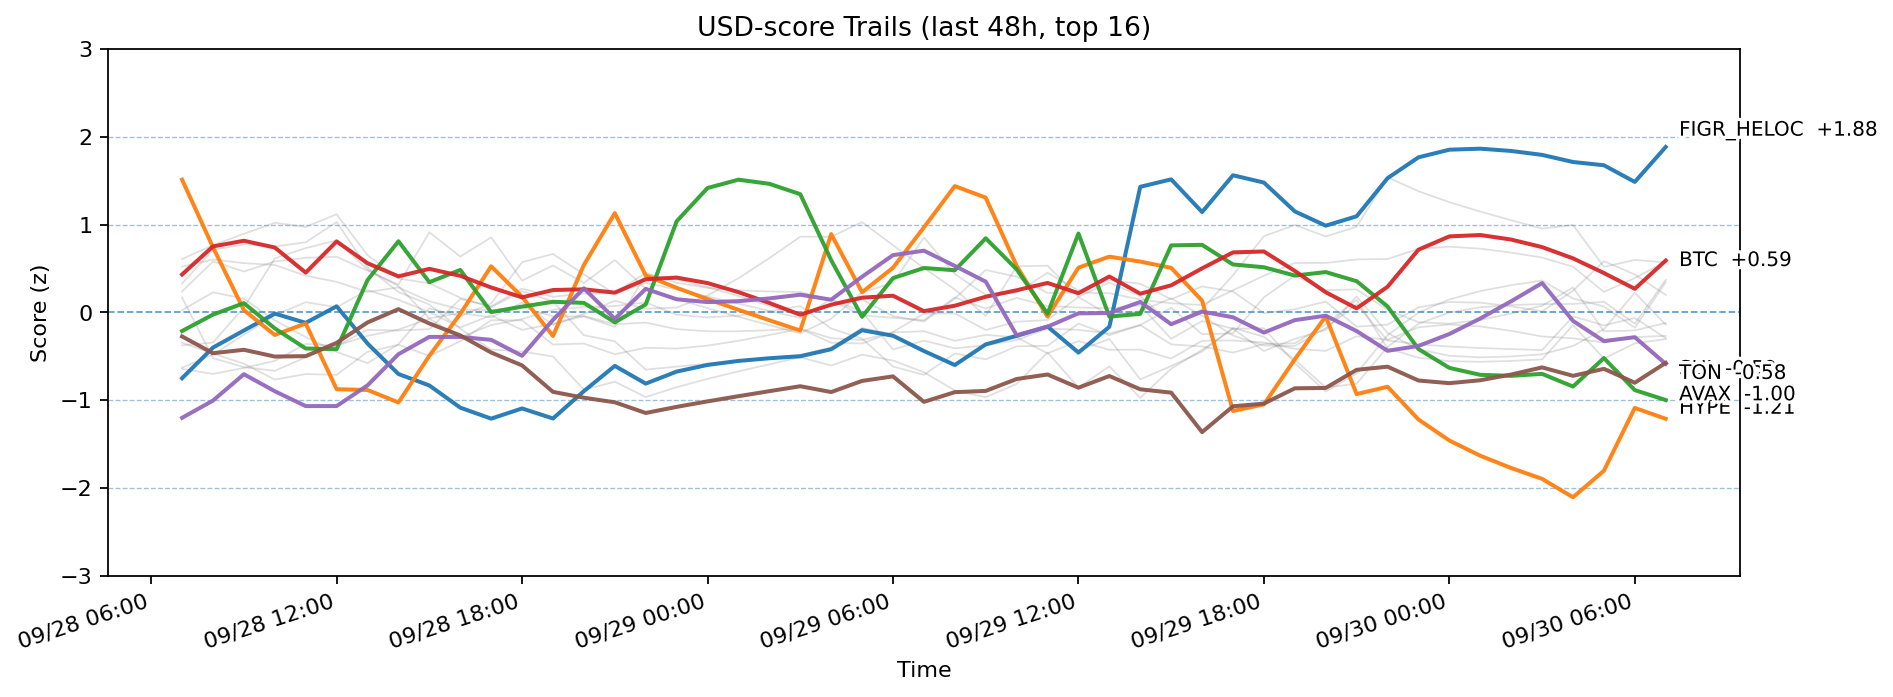 USD-score Trails (last 48h, top 16)
Score (z)
3
2
1
0
−1
−2
−3
FIGR_HELOC +1.88
BTC +0.59
TON -0.58
AVAX -1.00
HYPE -1.21
09/28 06:00
09/28 12:00
09/28 18:00
09/29 00:00
09/29 06:00
09/29 12:00
09/29 18:00
09/30 00:00
09/30 06:00
Time